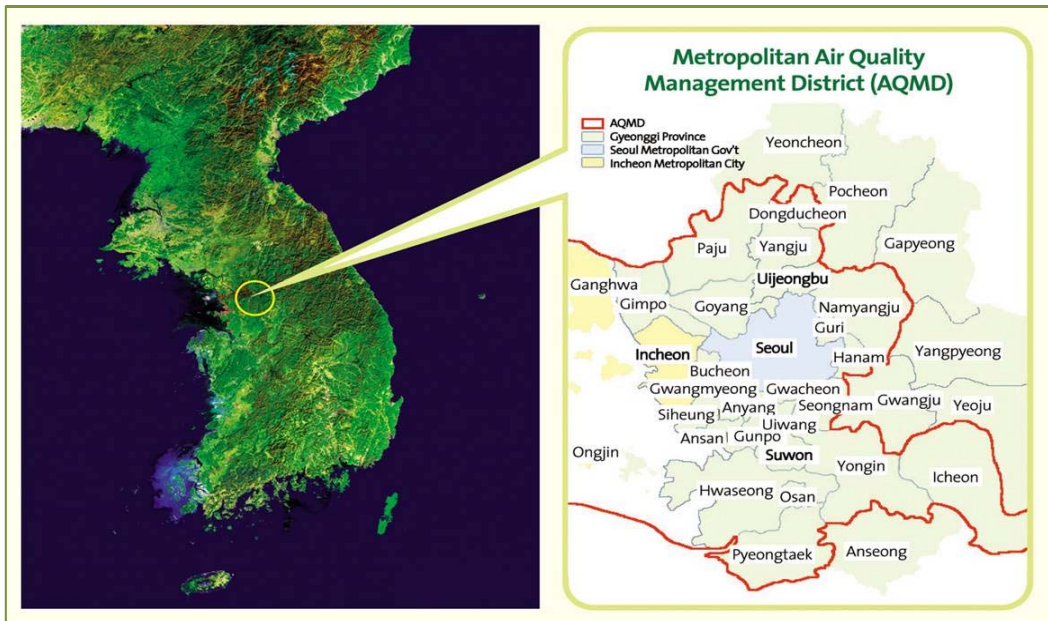 Metropolitan Air Quality
Management District (AQMD)
AQMD
Gyeonggi Province
Seoul Metropolitan Gov't
Incheon Metropolitan City
Yeoncheon
Pocheon
Dongducheon
Paju
Yangju
Gapyeong
Ganghwa
Uijeongbu
Gimpo
Goyang
Namyangju
Guri
Incheon
Seoul
Yangpyeong
Hanam
Bucheon
Gwangmyeong
Gwacheon
Siheung
Anyang
Seongnam
Gwangju
Yeoju
Uiwang
Ansan
Gunpo
Ongjin
Suwon
Yongin
Icheon
Hwaseong
Osan
Pyeongtaek
Anseong